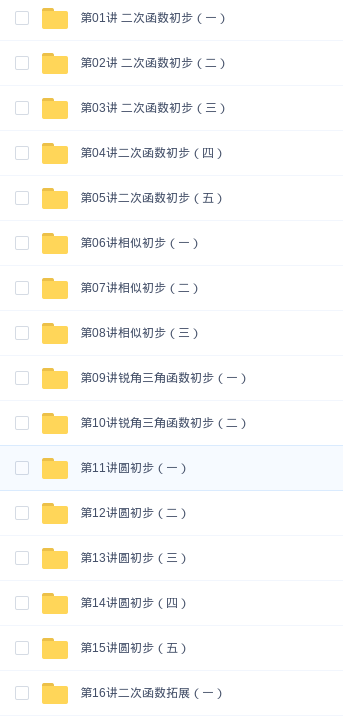 第01讲 二次函数初步（一）
第02讲 二次函数初步（二）
第03讲 二次函数初步（三）
第04讲二次函数初步（四）
第05讲二次函数初步（五）
第06讲相似初步（一）
第07讲相似初步（二）
第08讲相似初步（三）
第09讲锐角三角函数初步（一）
第10讲锐角三角函数初步（二）
第11讲圆初步（一）
第12讲圆初步（二）
第13讲圆初步（三）
第14讲圆初步（四）
第15讲圆初步（五）
第16讲二次函数拓展（一）